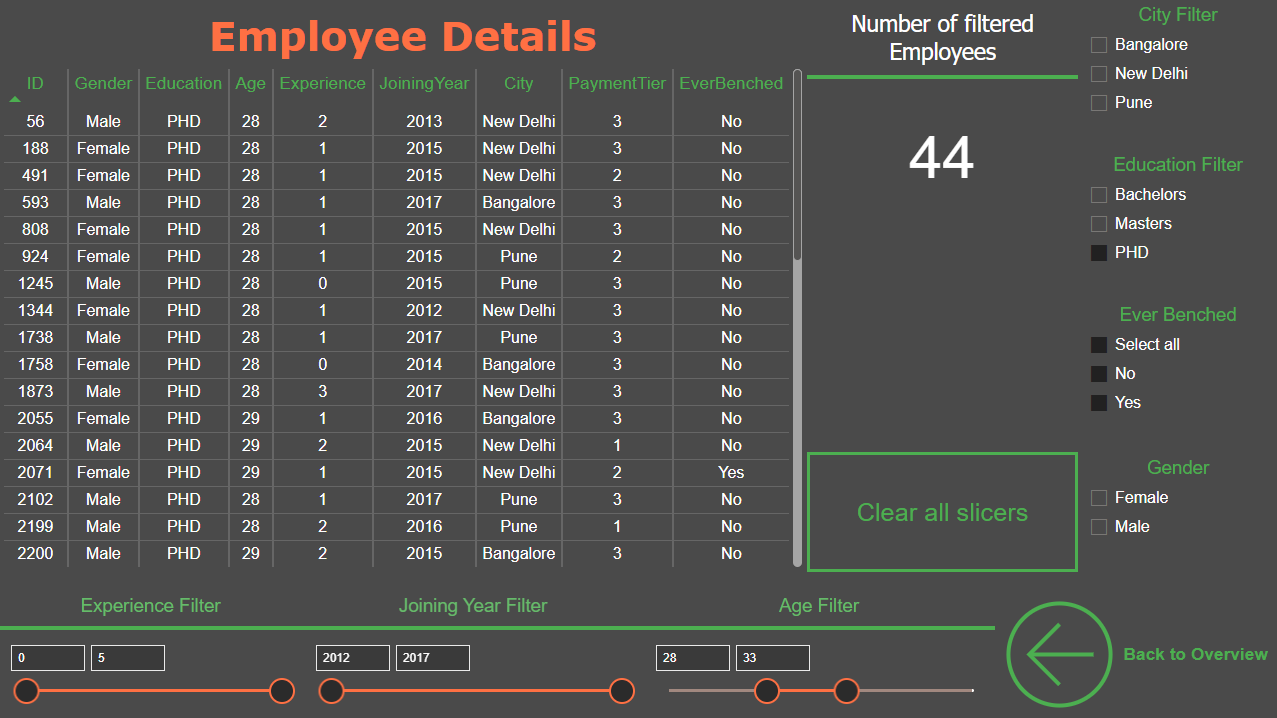 Employee Details
ID Gender Education Age Experience JoiningYear City PaymentTier EverBenched
56 Male PHD 28 2 2013 New Delhi 3 No
188 Female PHD 28 1 2015 New Delhi 3 No
491 Female PHD 28 1 2015 New Delhi 2 No
593 Male PHD 28 1 2017 Bangalore 3 No
808 Female PHD 28 1 2015 New Delhi 3 No
924 Female PHD 28 1 2015 Pune 2 No
1245 Male PHD 28 0 2015 Pune 3 No
1344 Female PHD 28 1 2012 New Delhi 3 No
1738 Male PHD 28 1 2017 Pune 3 No
1758 Female PHD 28 0 2014 Bangalore 3 No
1873 Male PHD 28 3 2017 New Delhi 3 No
2055 Female PHD 29 1 2016 Bangalore 3 No
2064 Male PHD 29 2 2015 New Delhi 1 No
2071 Female PHD 29 1 2015 New Delhi 2 Yes
2102 Male PHD 28 1 2017 Pune 3 No
2199 Male PHD 28 2 2016 Pune 1 No
2200 Male PHD 29 2 2015 Bangalore 3 No
Number of filtered
Employees
44
Clear all slicers
City Filter
Bangalore
New Delhi
Pune
Education Filter
Bachelors
Masters
PHD
Ever Benched
Select all
No
Yes
Gender
Female
Male
Experience Filter
0 5
Joining Year Filter
2012 2017
Age Filter
28 33
Back to Overview